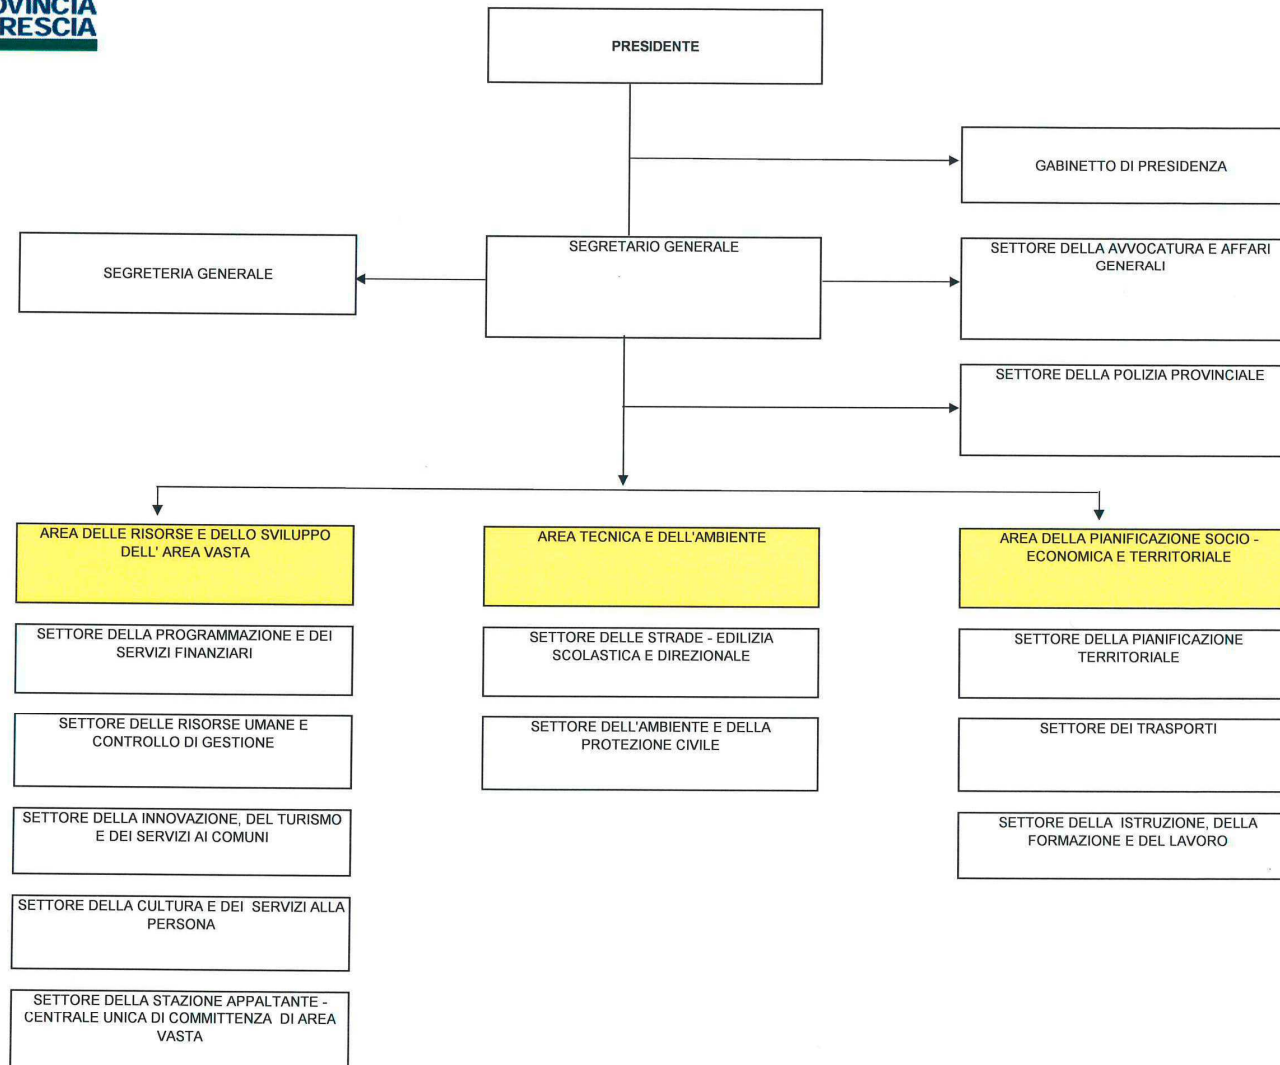 PROVINCIA
BRESCIA
PRESIDENTE
GABINETTO DI PRESIDENZA
SEGRETERIA GENERALE
SEGRETARIO GENERALE
SETTORE DELLA AVVOCATURA E AFFARI
GENERALI
SETTORE DELLA POLIZIA PROVINCIALE
AREA DELLE RISORSE E DELLO SVILUPPO
DELL' AREA VASTA
SETTORE DELLA PROGRAMMAZIONE E DEI
SERVIZI FINANZIARI
SETTORE DELLE RISORSE UMANE E
CONTROLLO DI GESTIONE
SETTORE DELLA INNOVAZIONE, DEL TURISMO
E DEI SERVIZI AI COMUNI
SETTORE DELLA CULTURA E DEI SERVIZI ALLA
PERSONA
SETTORE DELLA STAZIONE APPALTANTE -
CENTRALE UNICA DI COMMITTENZA DI AREA
VASTA
AREA TECNICA E DELL'AMBIENTE
SETTORE DELLE STRADE - EDILIZIA
SCOLASTICA E DIREZIONALE
SETTORE DELL'AMBIENTE E DELLA
PROTEZIONE CIVILE
AREA DELLA PIANIFICAZIONE SOCIO -
ECONOMICA E TERRITORIALE
SETTORE DELLA PIANIFICAZIONE
TERRITORIALE
SETTORE DEI TRASPORTI
SETTORE DELLA ISTRUZIONE, DELLA
FORMAZIONE E DEL LAVORO